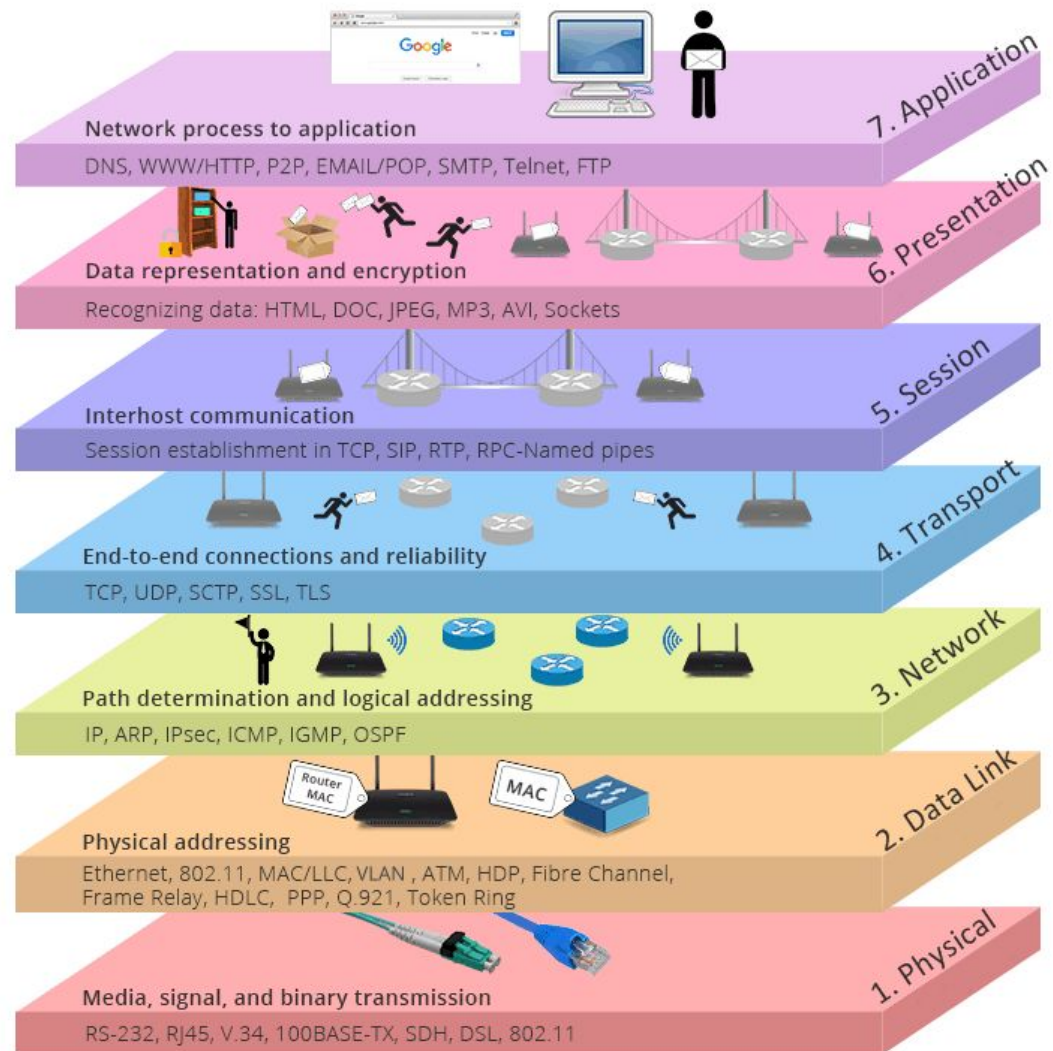 Google
7. Application
Network process to application
DNS, WWW/HTTP, P2P, EMAIL/POP, SMTP, Telnet, FTP
6. Presentation
Data representation and encryption
Recognizing data: HTML, DOC, JPEG, MP3, AVI, Sockets
5. Session
Interhost communication
Session establishment in TCP, SIP, RTP, RPC-Named pipes
4. Transport
End-to-end connections and reliability
TCP, UDP, SCTP, SSL, TLS
3. Network
Path determination and logical addressing
IP, ARP, IPsec, ICMP, IGMP, OSPF
Router
MAC
MAC
2. Data Link
Physical addressing
Ethernet, 802.11, MAC/LLC, VLAN , ATM, HDP, Fibre Channel,
Frame Relay, HDLC, PPP, Q.921, Token Ring
1. Physical
Media, signal, and binary transmission
RS-232, RJ45, V.34, 100BASE-TX, SDH, DSL, 802.11